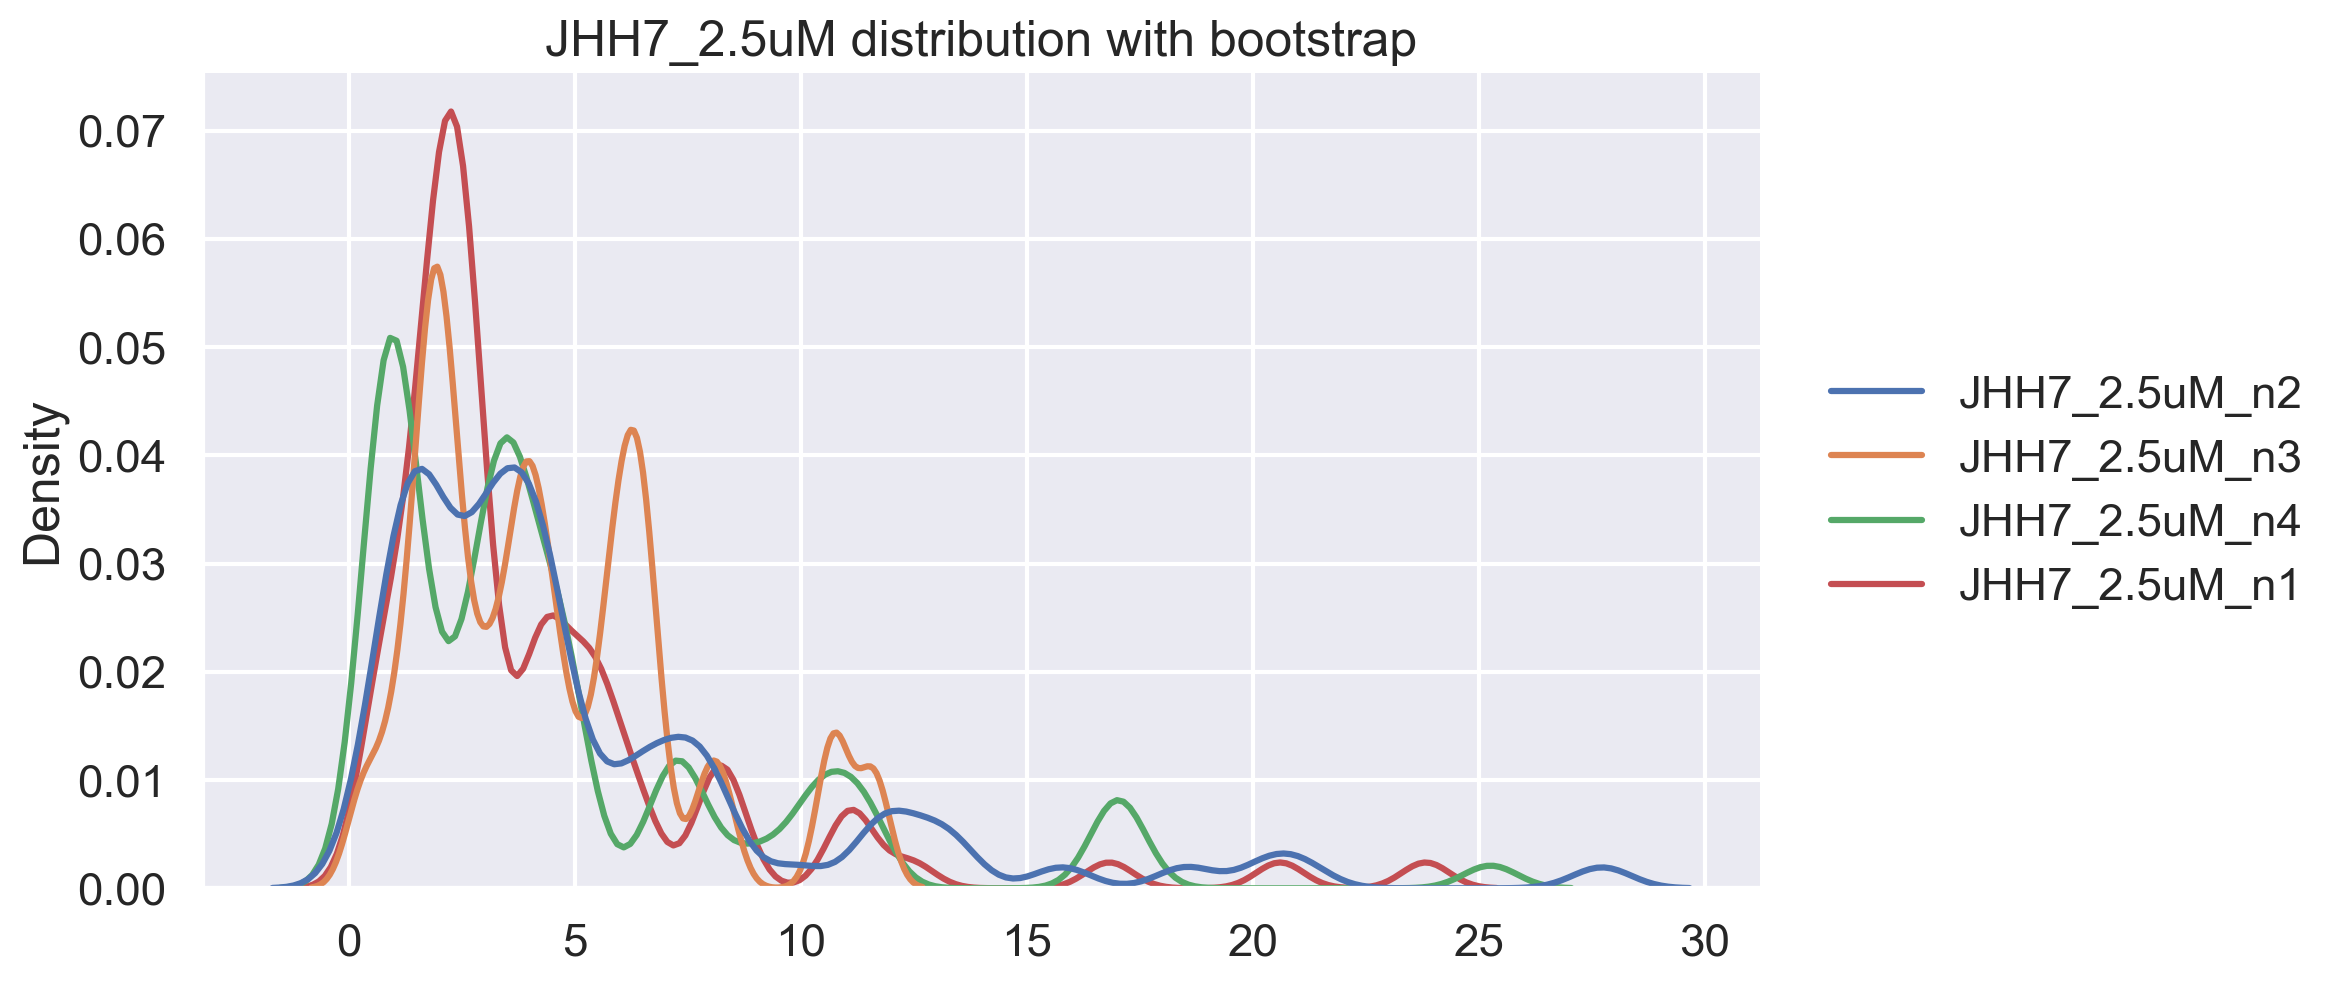 JHH7_2.5uM distribution with bootstrap
Density
0.07
0.06
0.05
0.04
0.03
0.02
0.01
0.00
0 5 10 15 20 25 30
JHH7_2.5uM_n2
JHH7_2.5uM_n3
JHH7_2.5uM_n4
JHH7_2.5uM_n1